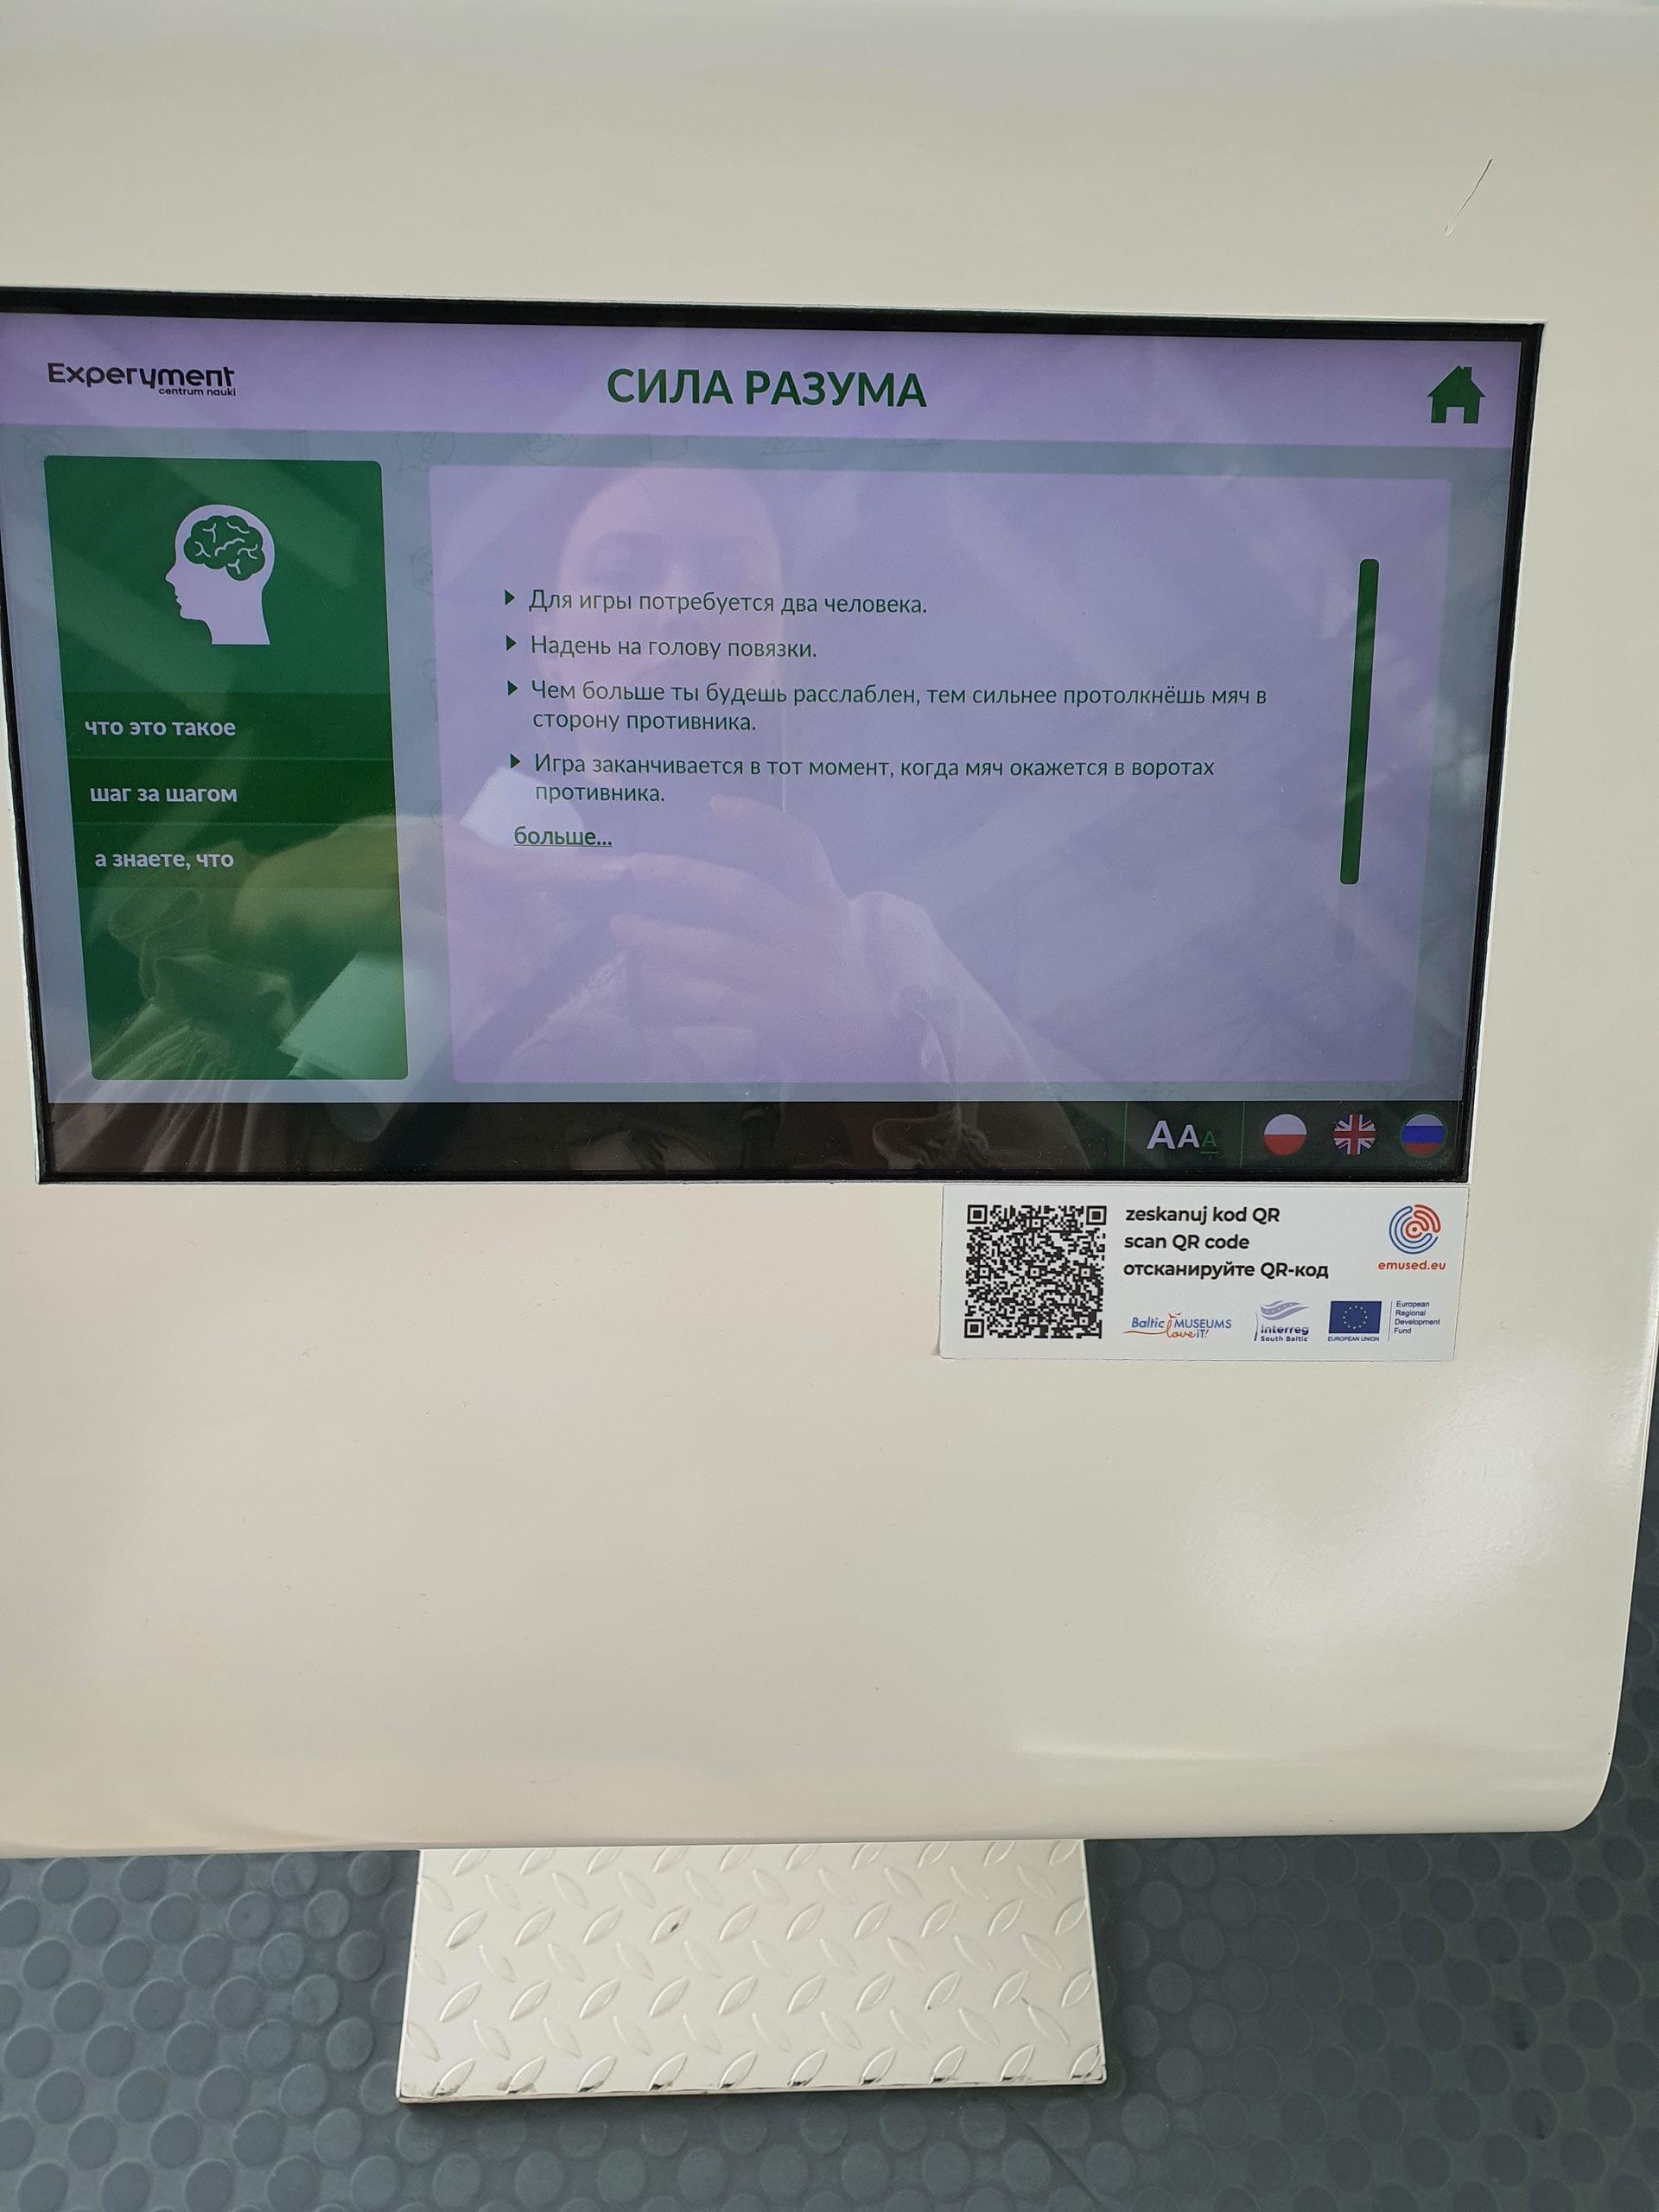 Experyment
centrum nauki
СИЛА РАЗУМА
что это такое
шаг за шагом
а знаете, что
Для игры потребуется два человека.
Надень на голову повязки.
Чем больше ты будешь расслаблен, тем сильнее протолкнёшь мяч в
сторону противника.
Игра заканчивается в тот момент, когда мяч окажется в воротах
противника.
больше...
AAA
zeskanuj kod QR
scan QR code
отсканируйте QR-код
emused.eu
Baltic MUSEUMS
Love IT!
Interreg
South Baltic
EUROPEAN UNION
European
Regional
Development
Fund